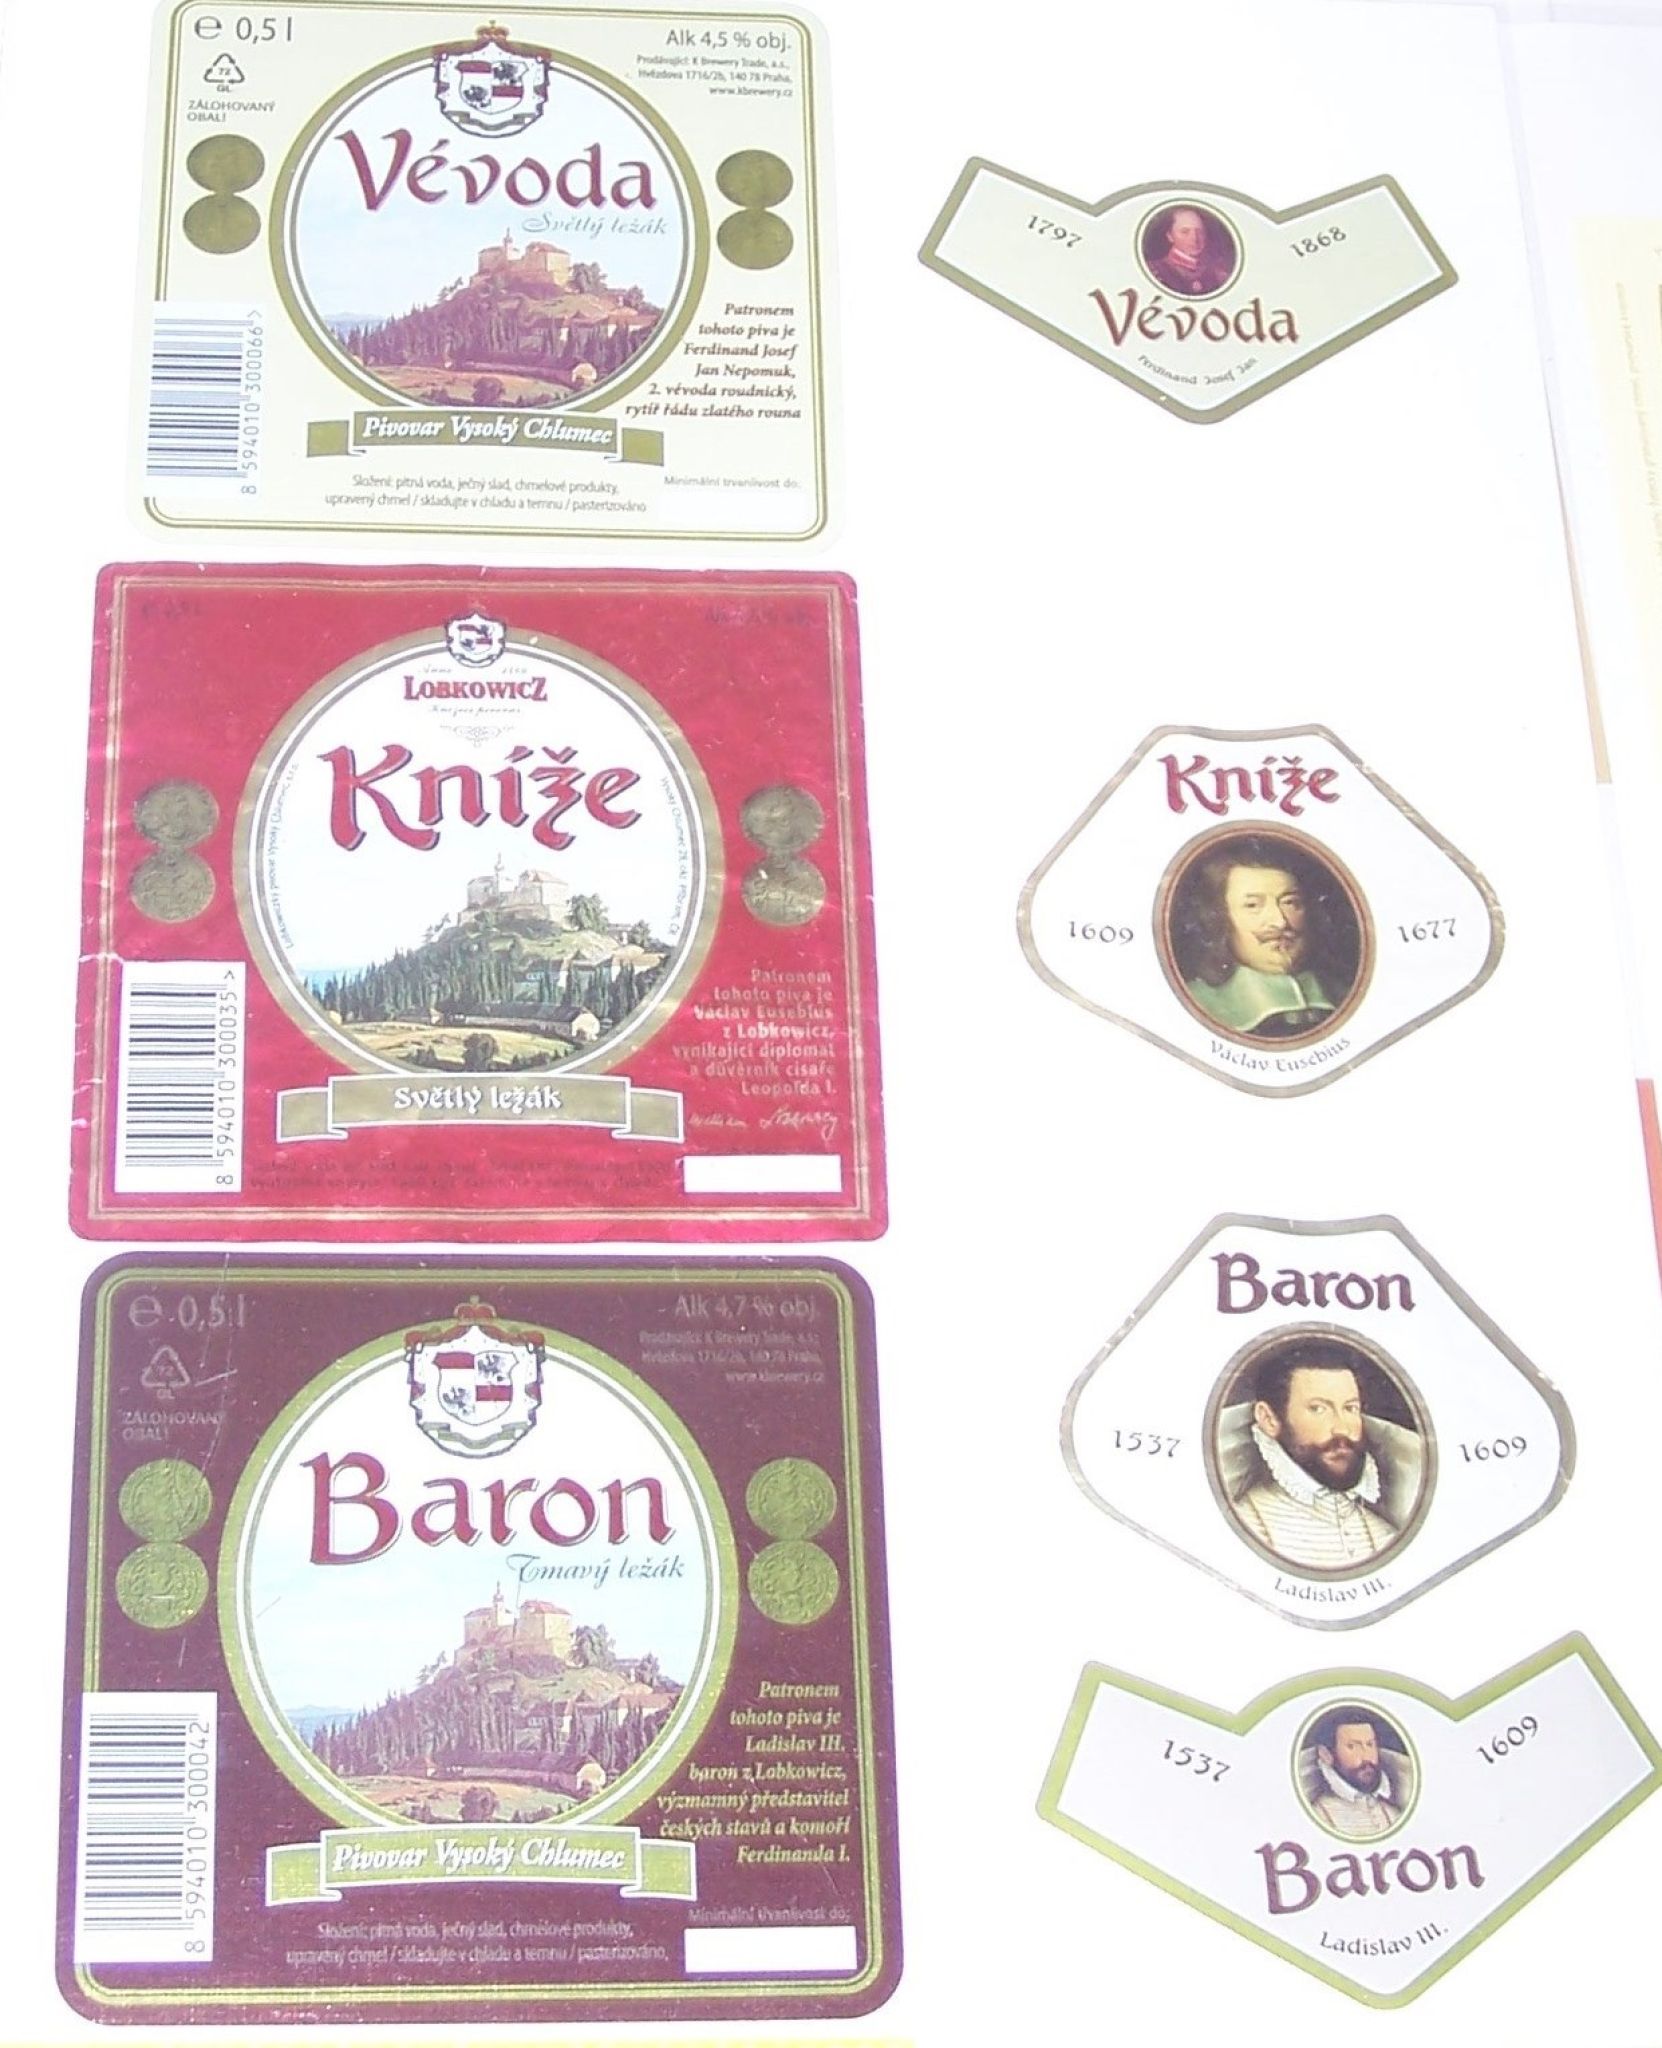 e 0,5 l
Alk 4,5 % obj.
Prodávající: K Brewery Trade, a.s.,
Hvězdova 1716/2b, 140 78 Praha,
www.kbrewery.cz
72
GL
ZÁLOHOVANÝ
OBAL!
Vévoda
Světlý ležák
Patronem
tohoto piva je
Ferdinand Josef
Jan Nepomuk,
2. vévoda roudnický,
rytíř řádu zlatého rouna
Pivovar Vysoký Chlumec
Složení: pitná voda, ječný slad, chmelové produkty,
upravený chmel / skladujte v chladu a temnu / pasterizováno
Minimální trvanlivost do:
8 594010 300066 >
1797
1868
Vévoda
Ferdinand Josef Jan
LOBKOWICZ
Kníže
Patronem
tohoto piva je
Václav Eusebius
z Lobkowicz,
vynikající diplomat
a důvěrník císaře
Leopolda I.
Světlý ležák
8 594010 300035 >
Kníže
1609
1677
Václav Eusebius
e 0,5 l
Alk 4,7 % obj.
Prodávající: K Brewery Trade, a.s.,
Hvězdova 1716/2b, 140 78 Praha,
www.kbrewery.cz
72
GL
ZÁLOHOVANÝ
OBAL!
Baron
Tmavý ležák
Patronem
tohoto piva je
Ladislav III.
baron z Lobkowicz,
významný představitel
českých stavů a komoří
Ferdinanda I.
Pivovar Vysoký Chlumec
Složení: pitná voda, ječný slad, chmelové produkty,
upravený chmel / skladujte v chladu a temnu / pasterizováno,
Minimální trvanlivost do:
8 594010 300042
Baron
1537
1609
Ladislav III.
1537
1609
Baron
Ladislav III.